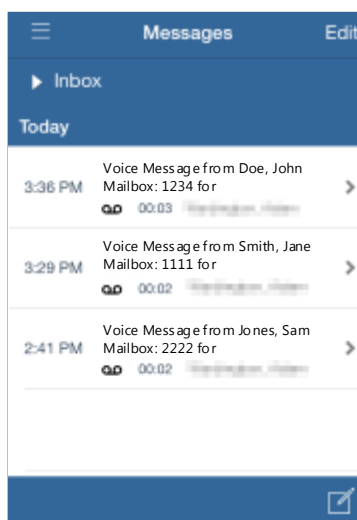 Messages
Edit
Inbox
Today
3:36 PM
Voice Message from Doe, John
Mailbox: 1234 for
00:03
3:29 PM
Voice Message from Smith, Jane
Mailbox: 1111 for
00:02
2:41 PM
Voice Message from Jones, Sam
Mailbox: 2222 for
00:02